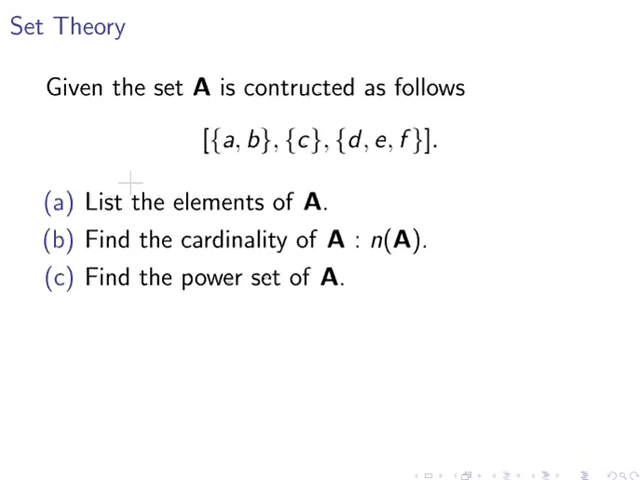 Set Theory
Given the set A is contructed as follows
[{a, b}, {c}, {d, e, f}].
(a) List the elements of A.
(b) Find the cardinality of A : n(A).
(c) Find the power set of A.